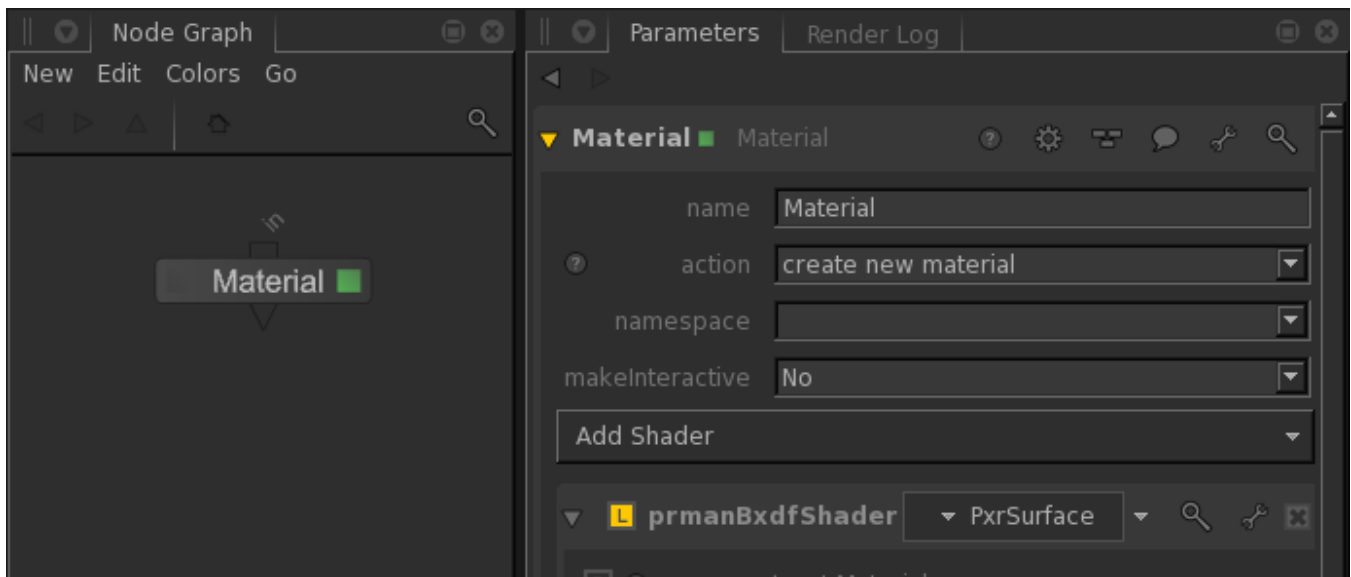 Node Graph
New Edit Colors Go
in
Material
Parameters Render Log
Material Material
name Material
action create new material
namespace
makeInteractive No
Add Shader
L prmanBxdfShader PxrSurface